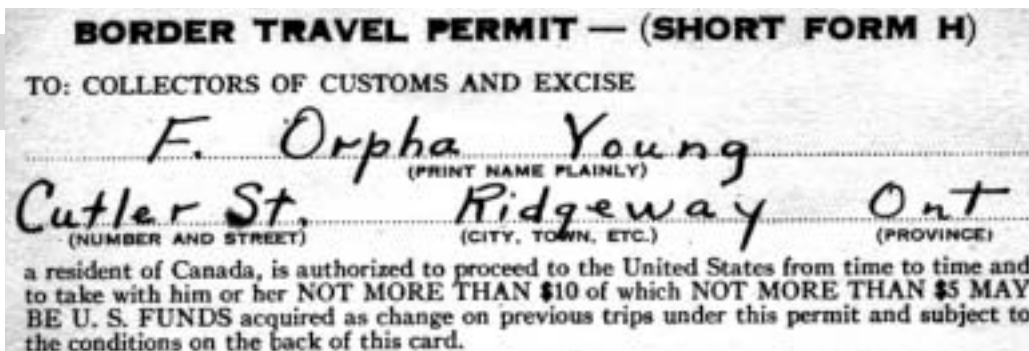 BORDER TRAVEL PERMIT — (SHORT FORM H)
TO: COLLECTORS OF CUSTOMS AND EXCISE
F. Orpha Young
(PRINT NAME PLAINLY)
Cutler St. Ridgeway Ont
(NUMBER AND STREET) (CITY, TOWN, ETC.) (PROVINCE)
a resident of Canada, is authorized to proceed to the United States from time to time and
to take with him or her NOT MORE THAN $10 of which NOT MORE THAN $5 MAY
BE U. S. FUNDS acquired as change on previous trips under this permit and subject to
the conditions on the back of this card.